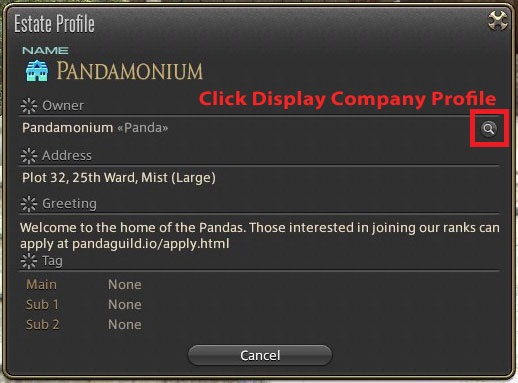 Estate Profile
NAME
PANDAMONIUM
Click Display Company Profile
Owner
Pandamonium «Panda»
Address
Plot 32, 25th Ward, Mist (Large)
Greeting
Welcome to the home of the Pandas. Those interested in joining our ranks can
apply at pandaguild.io/apply.html
Tag
Main None
Sub 1 None
Sub 2 None
Cancel